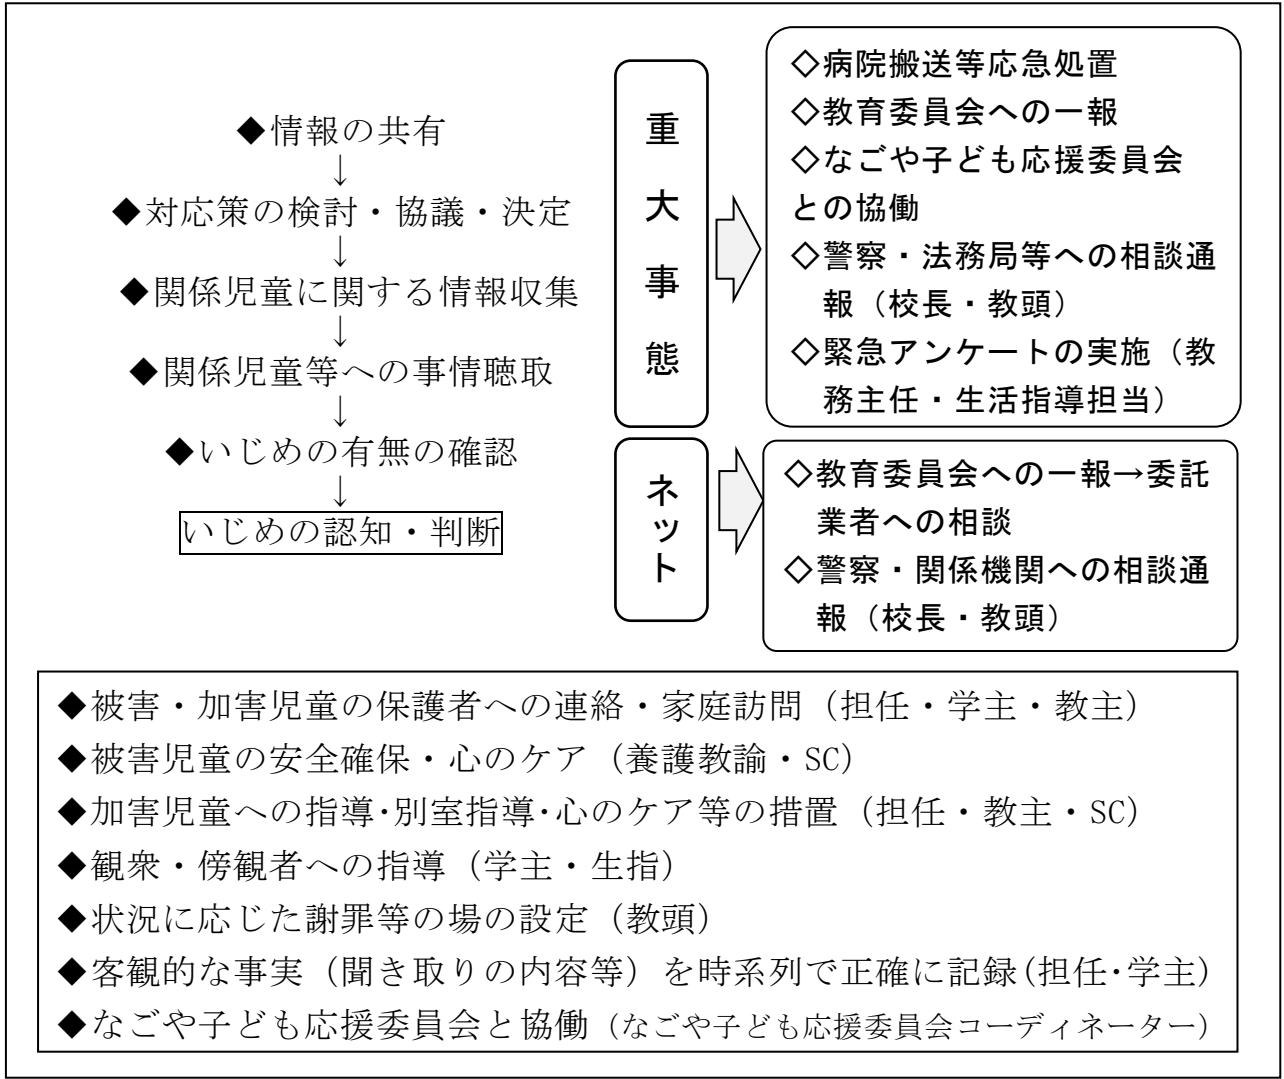 ◆情報の共有
↓
◆対応策の検討・協議・決定
↓
◆関係児童に関する情報収集
↓
◆関係児童等への事情聴取
↓
◆いじめの有無の確認
↓
いじめの認知・判断
重大事態
◇病院搬送等応急処置
◇教育委員会への一報
◇なごや子ども応援委員会
との協働
◇警察・法務局等への相談通
報（校長・教頭）
◇緊急アンケートの実施（教
務主任・生活指導担当）
ネット
◇教育委員会への一報→委託
業者への相談
◇警察・関係機関への相談通
報（校長・教頭）
◆被害・加害児童の保護者への連絡・家庭訪問（担任・学主・教主）
◆被害児童の安全確保・心のケア（養護教諭・SC）
◆加害児童への指導･別室指導･心のケア等の措置（担任・教主・SC）
◆観衆・傍観者への指導（学主・生指）
◆状況に応じた謝罪等の場の設定（教頭）
◆客観的な事実（聞き取りの内容等）を時系列で正確に記録(担任･学主)
◆なごや子ども応援委員会と協働（なごや子ども応援委員会コーディネーター）